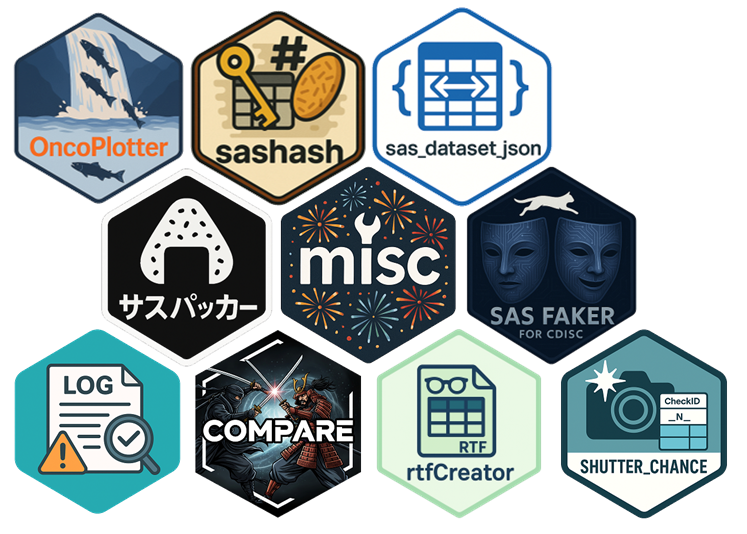 OncoPlotter
#
sashash
sas_dataset_json
サスパッカー
misc
SAS FAKER
FOR CDISC
LOG
COMPARE
RTF
rtfCreator
CheckID
_N_
SHUTTER_CHANCE